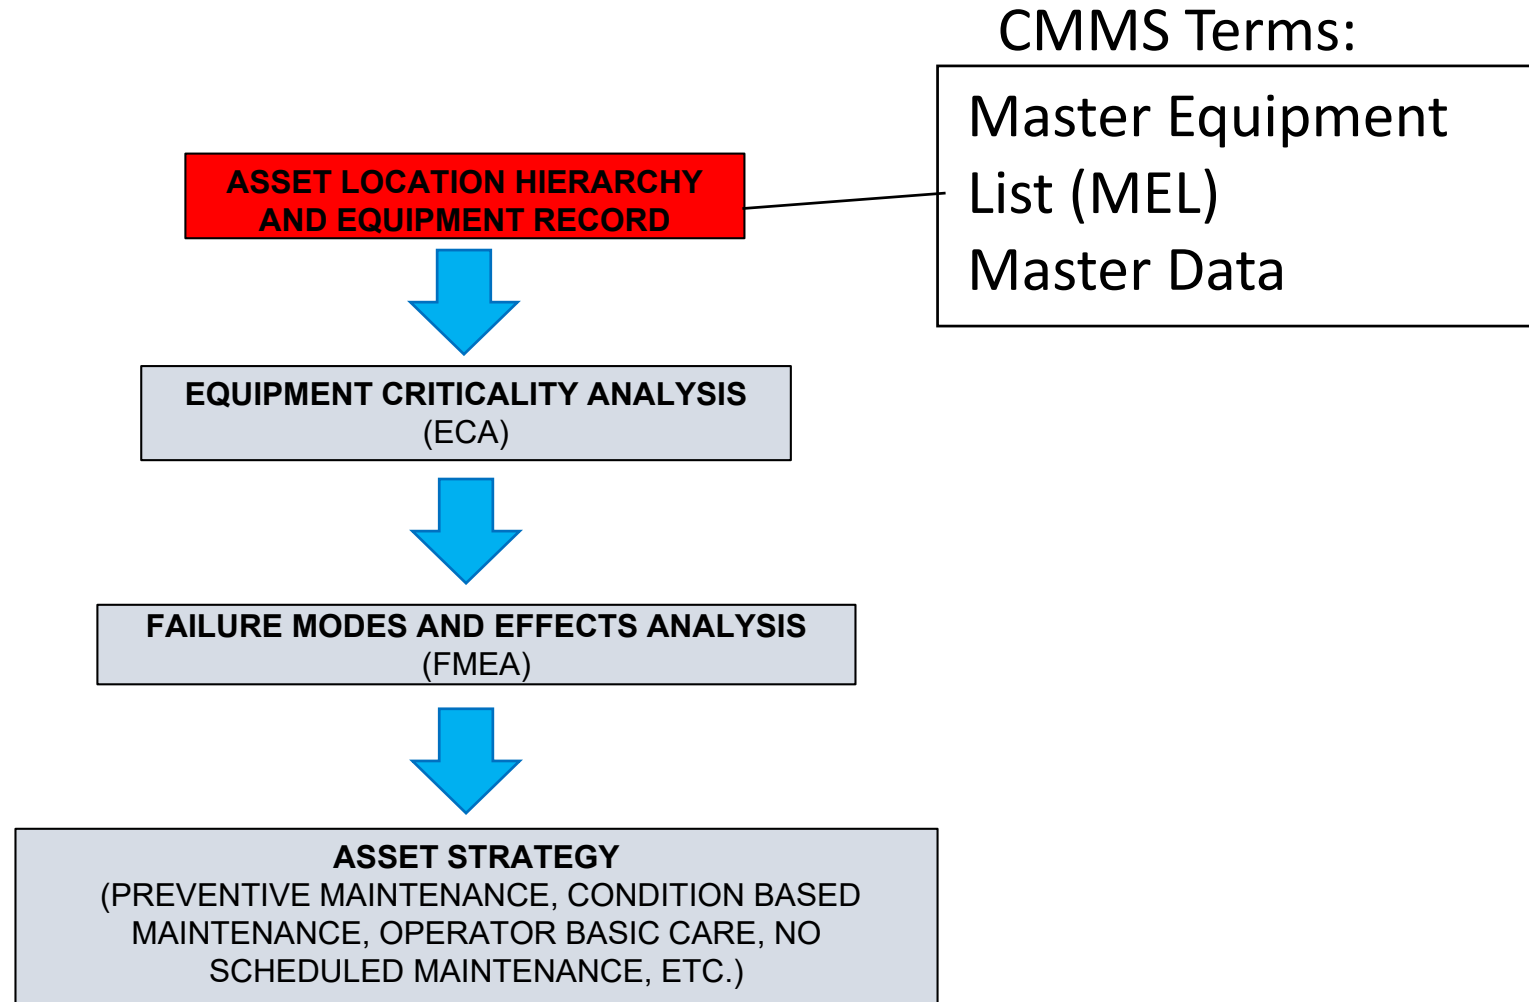 CMMS Terms:
Master Equipment
List (MEL)
Master Data
ASSET LOCATION HIERARCHY
AND EQUIPMENT RECORD
EQUIPMENT CRITICALITY ANALYSIS
(ECA)
FAILURE MODES AND EFFECTS ANALYSIS
(FMEA)
ASSET STRATEGY
(PREVENTIVE MAINTENANCE, CONDITION BASED
MAINTENANCE, OPERATOR BASIC CARE, NO
SCHEDULED MAINTENANCE, ETC.)